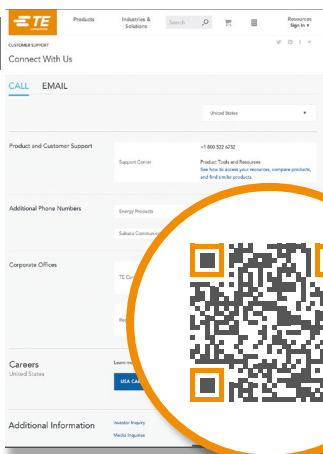 TE
connectivity
Products
Industries &
Solutions
Search
Resources
Sign In
CUSTOMER SUPPORT
Connect With Us
CALL EMAIL
United States
Product and Customer Support
+1 800 522 6752
Support Center
Product Tools and Resources
See how to access your resources, compare products,
and find similar products.
Additional Phone Numbers
Energy Products
Subsea
Corporate Offices
TE
Careers
United States
Learn
USA
Additional Information
Investor Inquiry
Media Inquiries